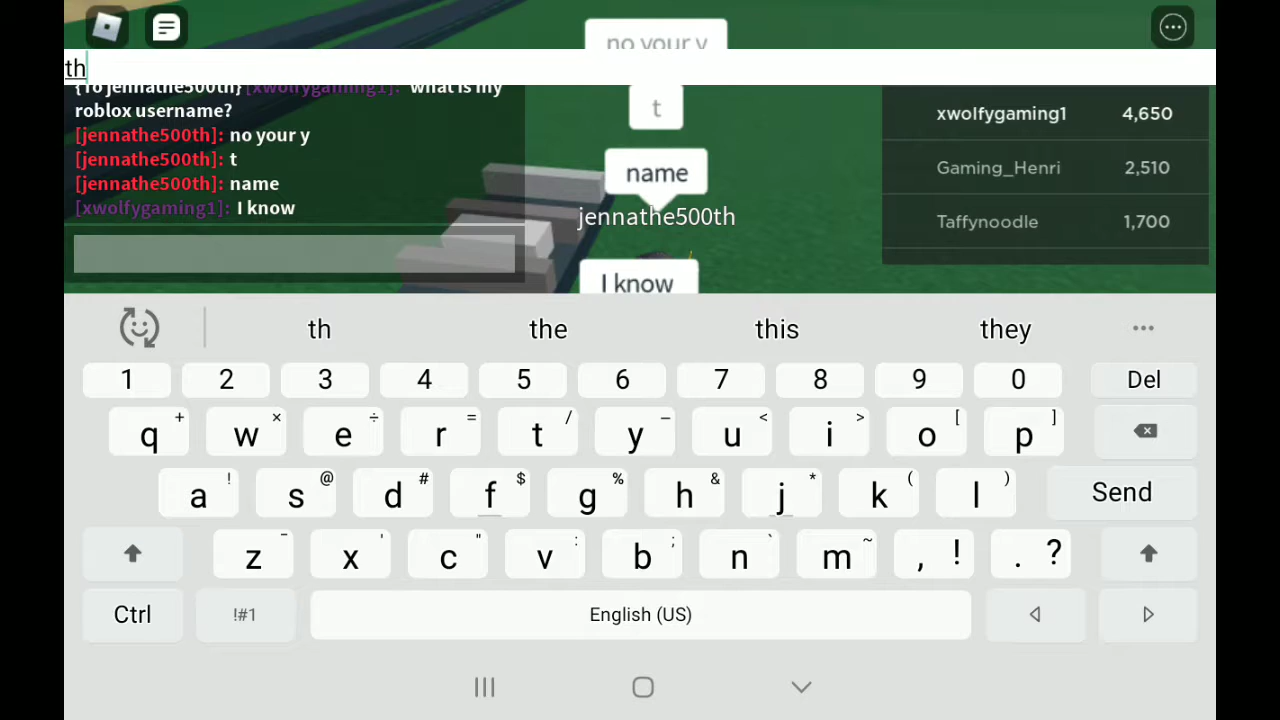 no your y
th
{To jennathe500th} [xwolfygaming1]: what is my
roblox username?
[jennathe500th]: no your y
[jennathe500th]: t
[jennathe500th]: name
[xwolfygaming1]: I know
t
name
jennathe500th
I know
xwolfygaming1 4,650
Gaming_Henri 2,510
Taffynoodle 1,700
th the this they ...
1 2 3 4 5 6 7 8 9 0 Del
q + w × e ÷ r = t / y _ u < i > o [ p ]
a ! s @ d # f $ g % h & j * k ( l ) Send
z - x ' c " v : b ; n ` m ~ , ! . ?
Ctrl !#1 English (US)